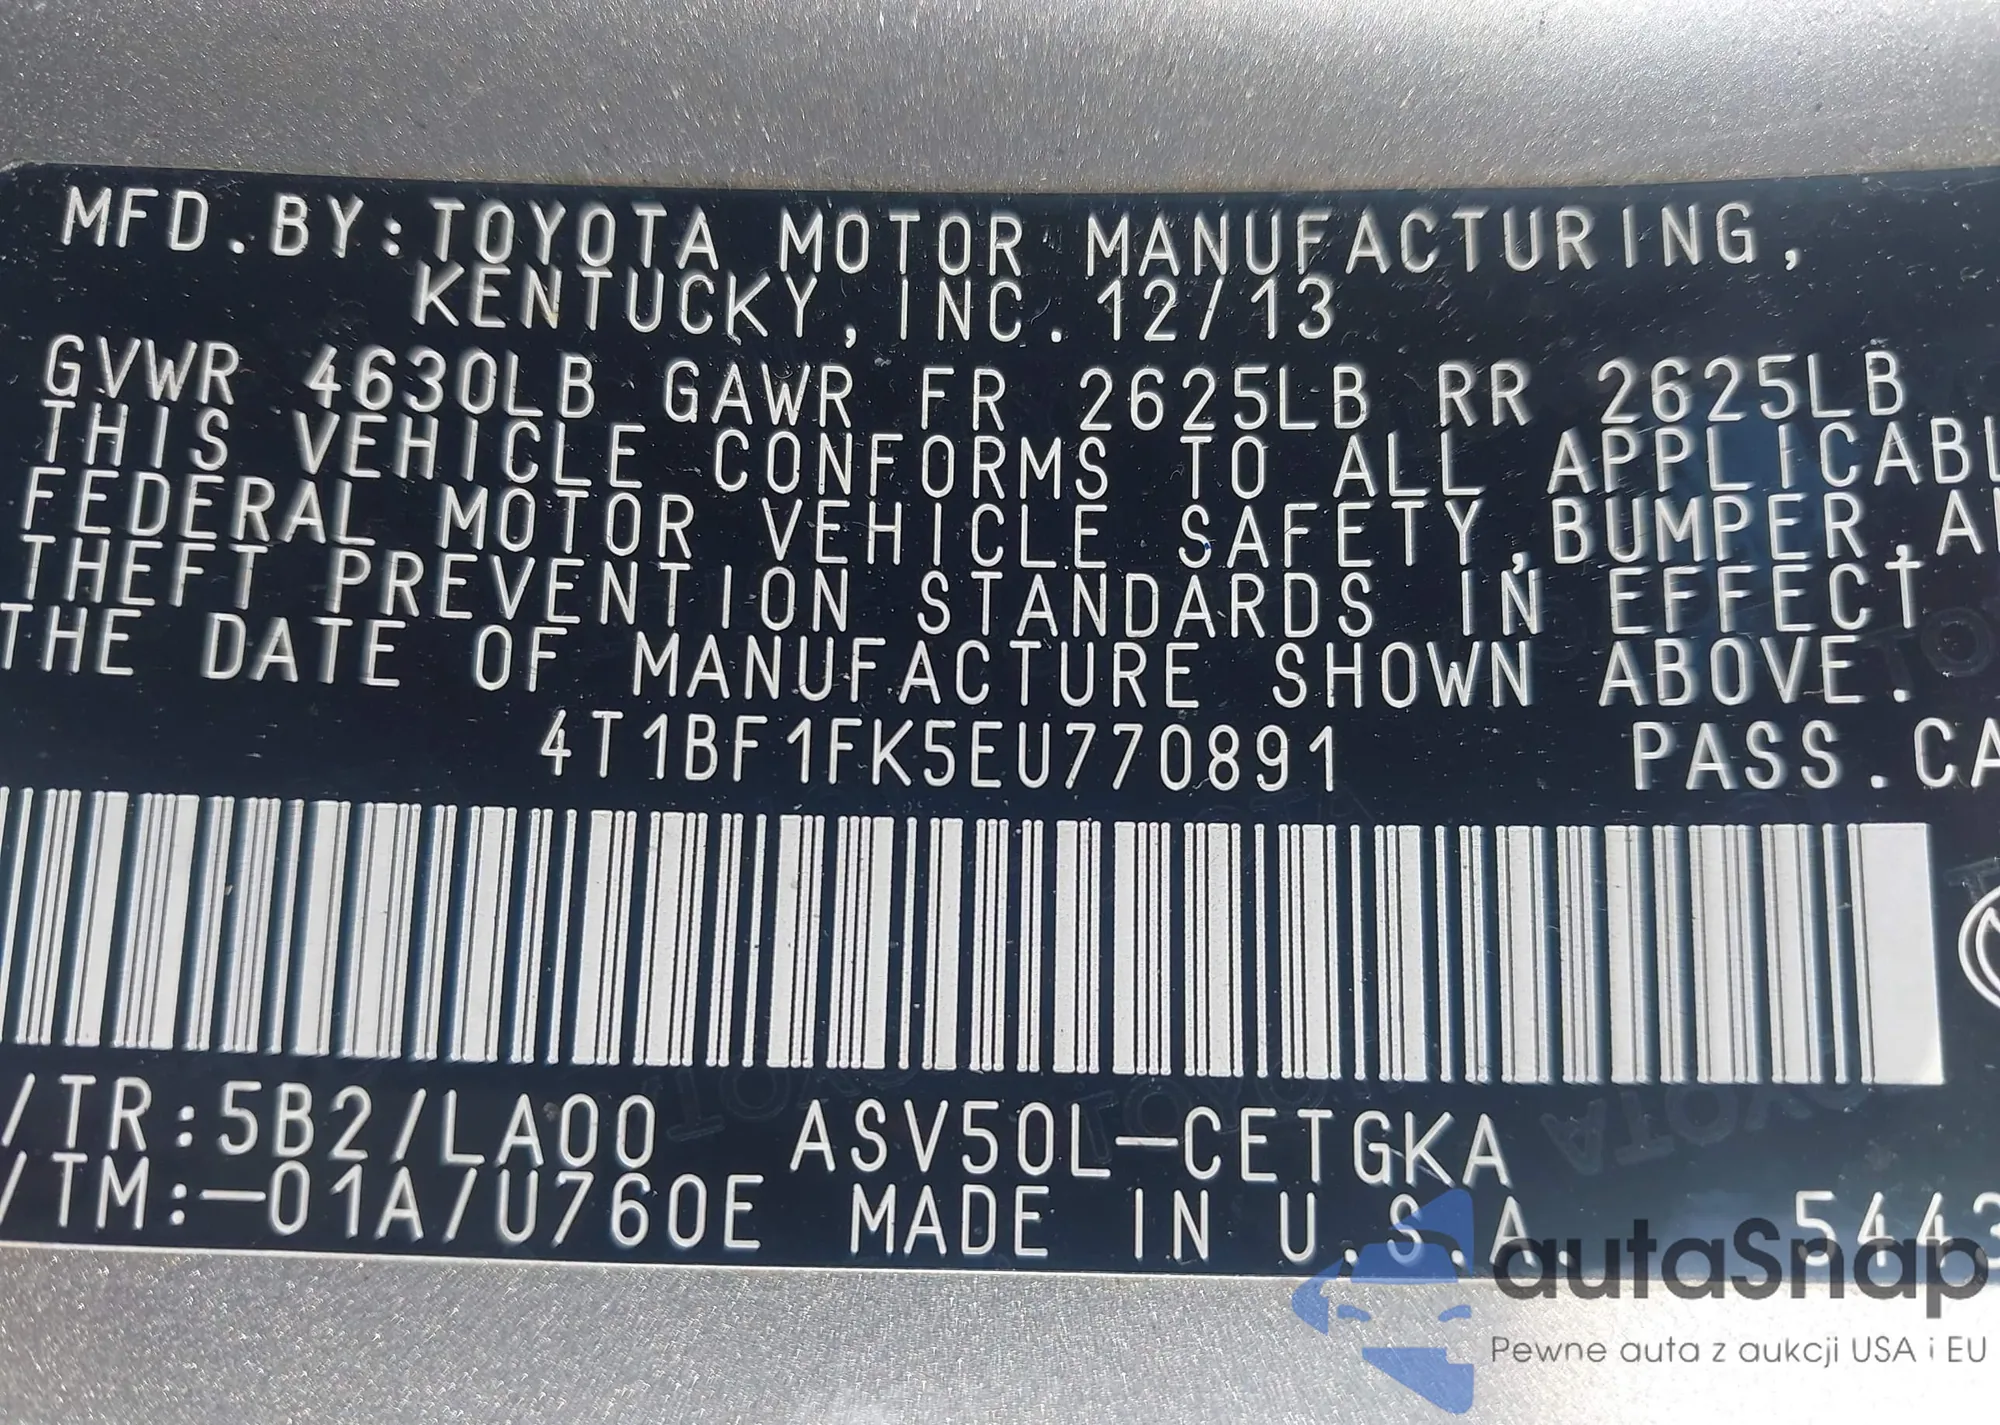 MFD.BY:TOYOTA MOTOR MANUFACTURING,
KENTUCKY, INC. 12/13
GVWR 4630LB GAWR FR 2625LB RR 2625LB
THIS VEHICLE CONFORMS TO ALL APPLICABL
FEDERAL MOTOR VEHICLE SAFETY,BUMPER,A
THEFT PREVENTION STANDARDS IN EFFECT
THE DATE OF MANUFACTURE SHOWN ABOVE.
4T1BF1FK5EU770891 PASS.CA
/TR:5B2/LA00 ASV50L-CETGKA
/TM:-01A/U760E MADE IN U.S.A. 5443
autaSnap
Pewne auta z aukcji USA i EU